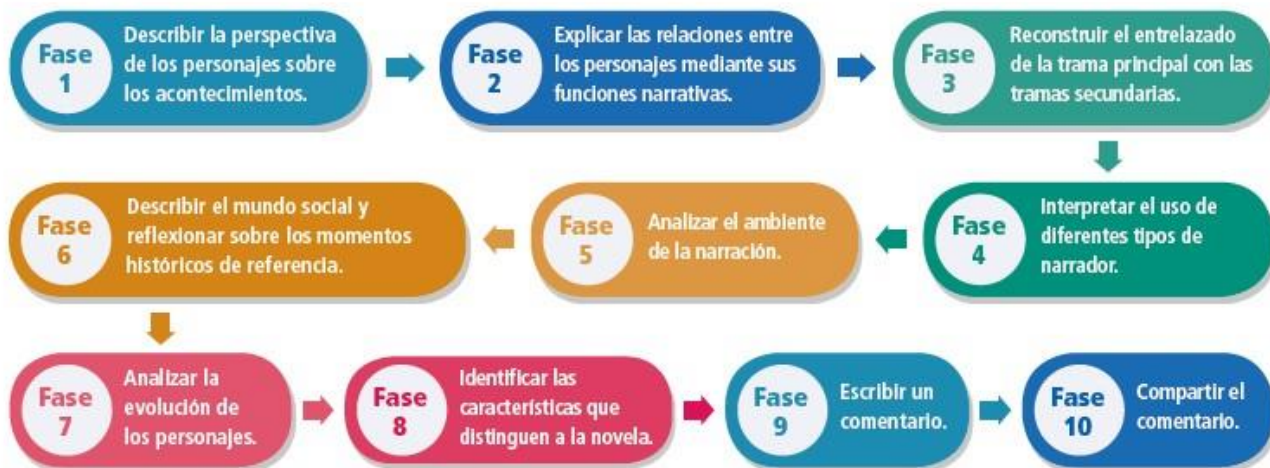 Fase
1
Describir la perspectiva
de los personajes sobre
los acontecimientos.
Fase
2
Explicar las relaciones entre
los personajes mediante sus
funciones narrativas.
Fase
3
Reconstruir el entrelazado
de la trama principal con las
tramas secundarias.
Fase
4
Interpretar el uso de
diferentes tipos de
narrador.
Fase
5
Analizar el ambiente
de la narración.
Fase
6
Describir el mundo social y
reflexionar sobre los momentos
históricos de referencia.
Fase
7
Analizar la
evolución de
los personajes.
Fase
8
Identificar las
características que
distinguen a la novela.
Fase
9
Escribir un
comentario.
Fase
10
Compartir el
comentario.